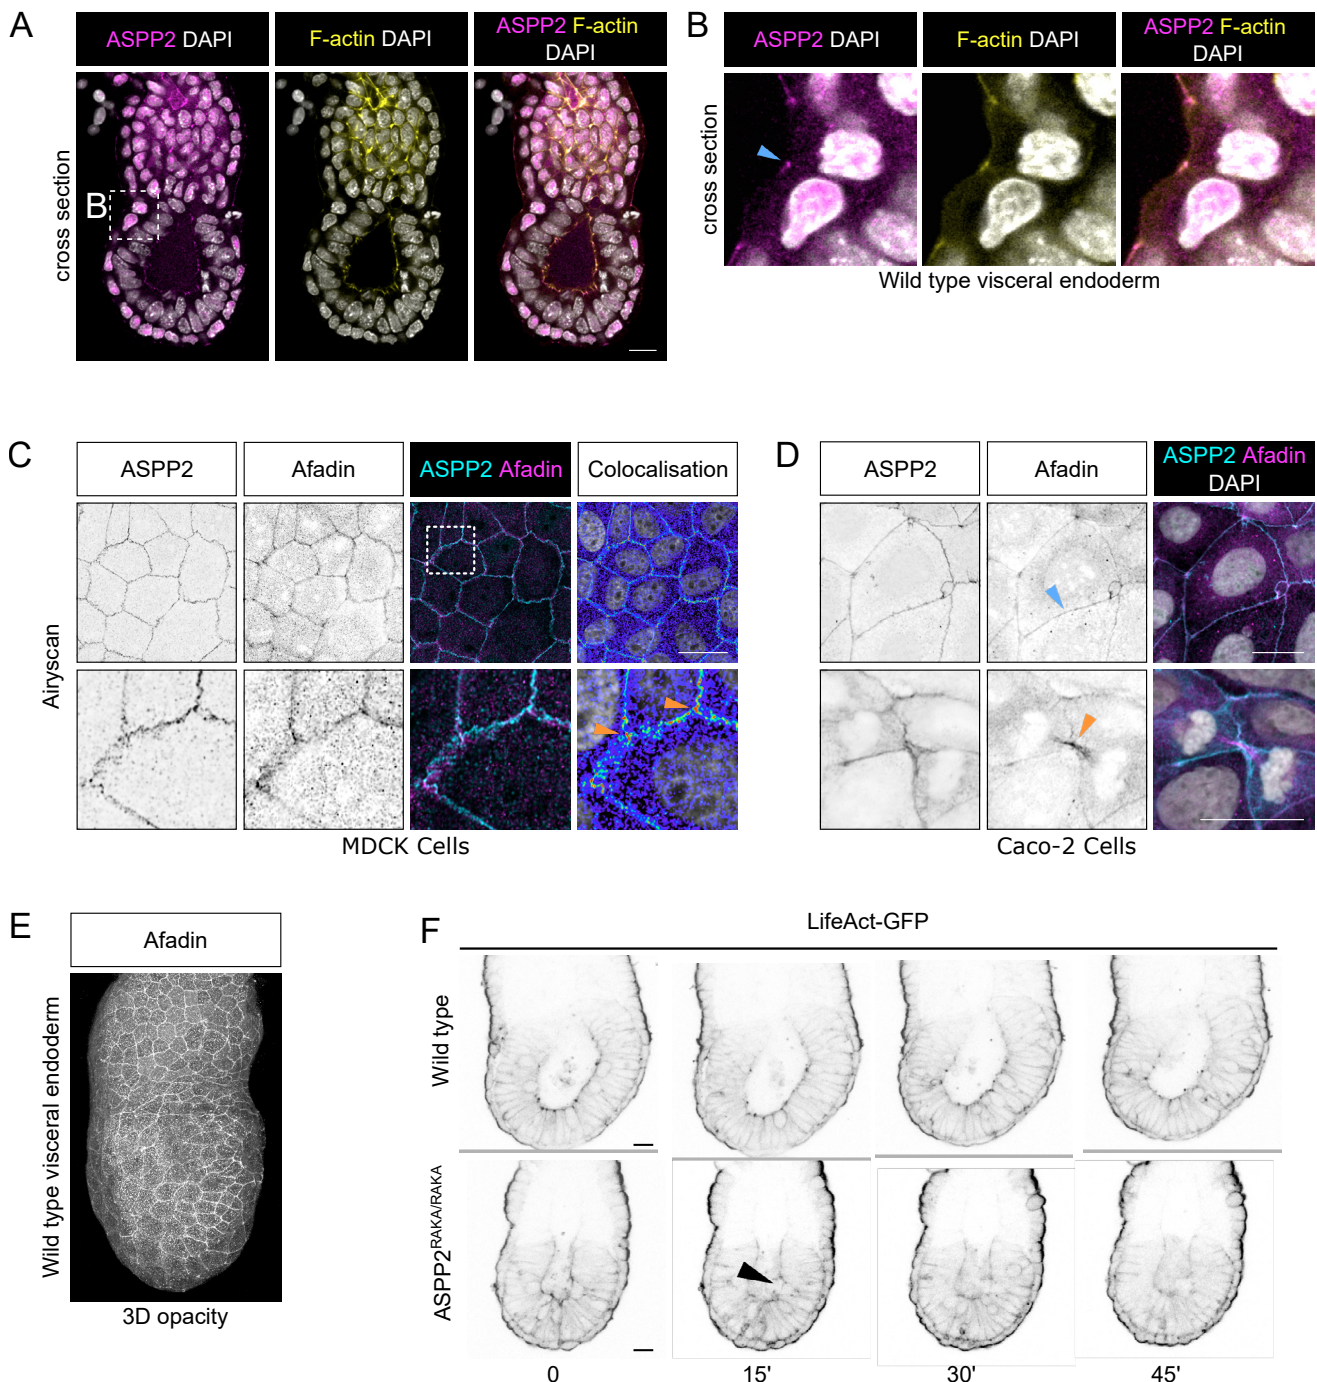 A
ASPP2 DAPI
F-actin DAPI
ASPP2 F-actin
DAPI
cross section
B
B
ASPP2 DAPI
F-actin DAPI
ASPP2 F-actin
DAPI
cross section
Wild type visceral endoderm
C
ASPP2
Afadin
ASPP2 Afadin
Colocalisation
Airyscan
MDCK Cells
D
ASPP2
Afadin
ASPP2 Afadin
DAPI
Caco-2 Cells
E
Afadin
Wild type visceral endoderm
3D opacity
F
LifeAct-GFP
Wild type
ASPP2RAKA/RAKA
0
15'
30'
45'